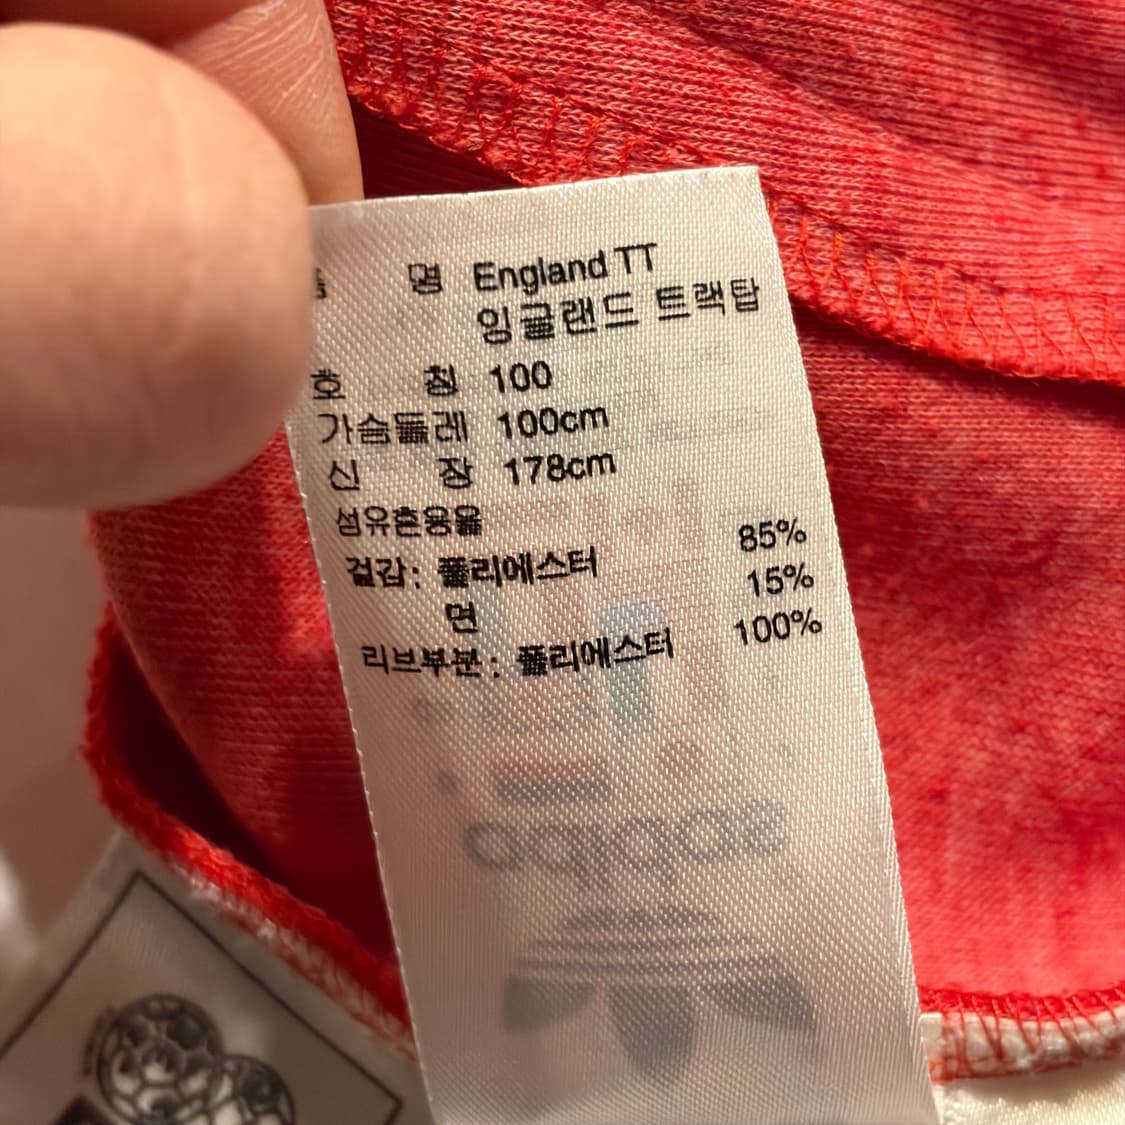 명 England TT
잉글랜드 트랙탑
호 칭 100
가슴둘레 100cm
신 장 178cm
섬유혼용율
겉감: 폴리에스터 85%
면 15%
리브부분: 폴리에스터 100%
adidas